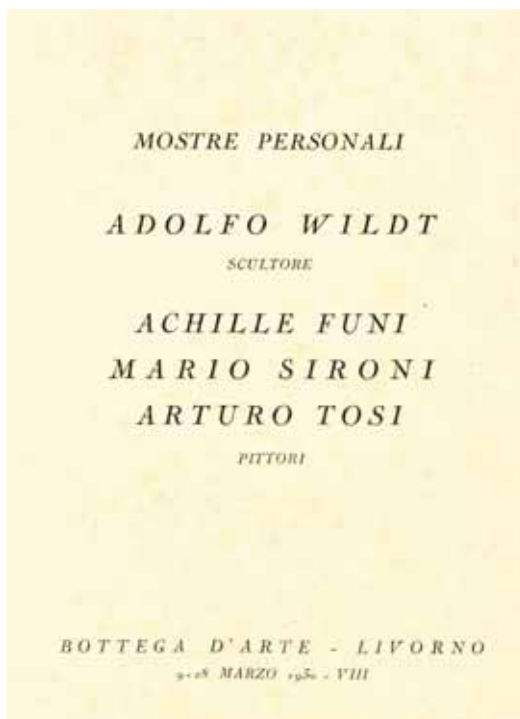 MOSTRE PERSONALI
ADOLFO WILDT
SCULTORE
ACHILLE FUNI
MARIO SIRONI
ARTURO TOSI
PITTORI
BOTTEGA D'ARTE - LIVORNO
9-28 MARZO 1930 - VIII